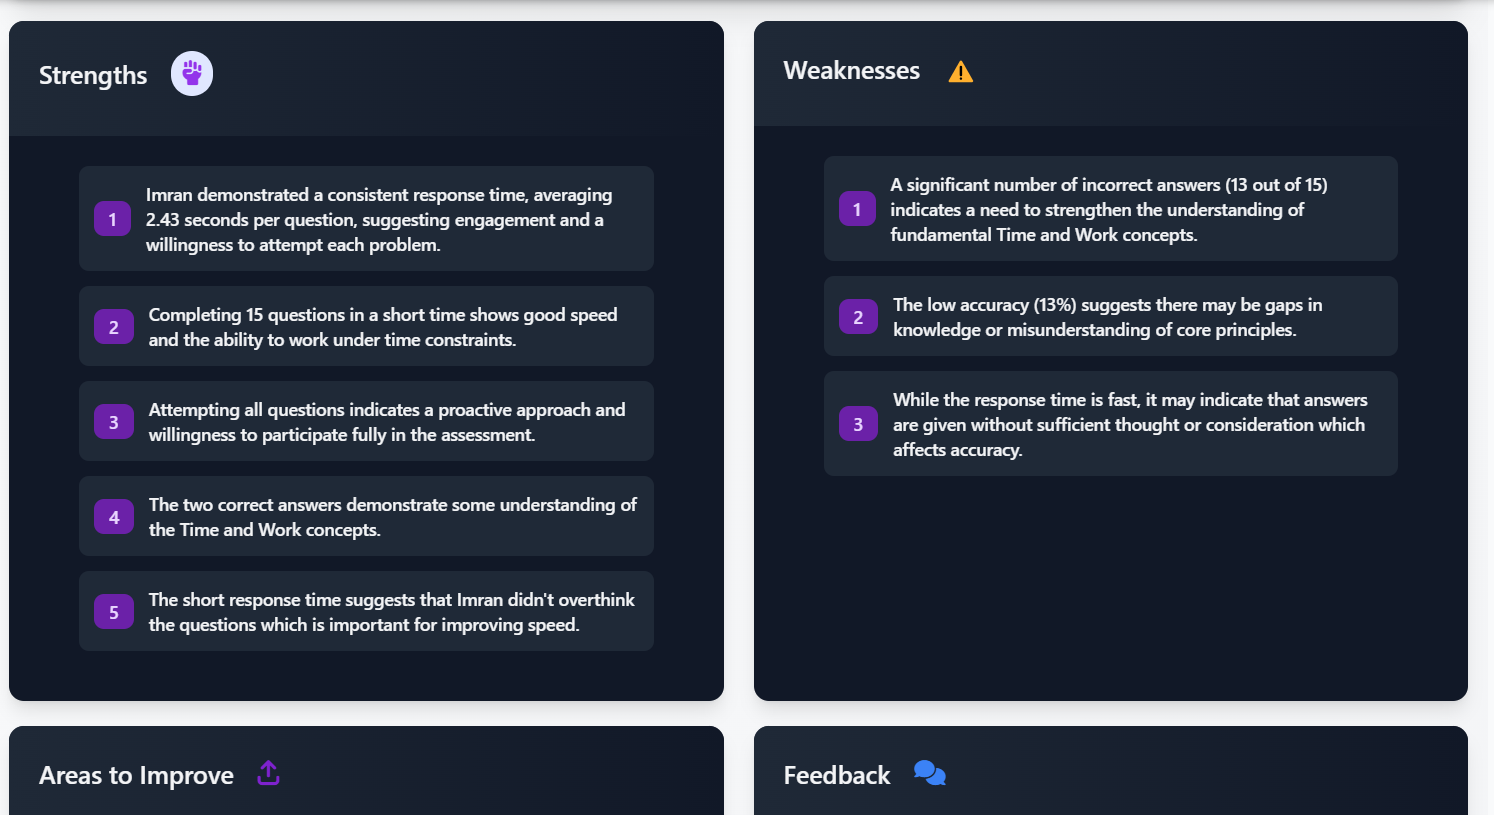 Strengths
1
Imran demonstrated a consistent response time, averaging
2.43 seconds per question, suggesting engagement and a
willingness to attempt each problem.
2
Completing 15 questions in a short time shows good speed
and the ability to work under time constraints.
3
Attempting all questions indicates a proactive approach and
willingness to participate fully in the assessment.
4
The two correct answers demonstrate some understanding of
the Time and Work concepts.
5
The short response time suggests that Imran didn't overthink
the questions which is important for improving speed.
Weaknesses
1
A significant number of incorrect answers (13 out of 15)
indicates a need to strengthen the understanding of
fundamental Time and Work concepts.
2
The low accuracy (13%) suggests there may be gaps in
knowledge or misunderstanding of core principles.
3
While the response time is fast, it may indicate that answers
are given without sufficient thought or consideration which
affects accuracy.
Areas to Improve
Feedback